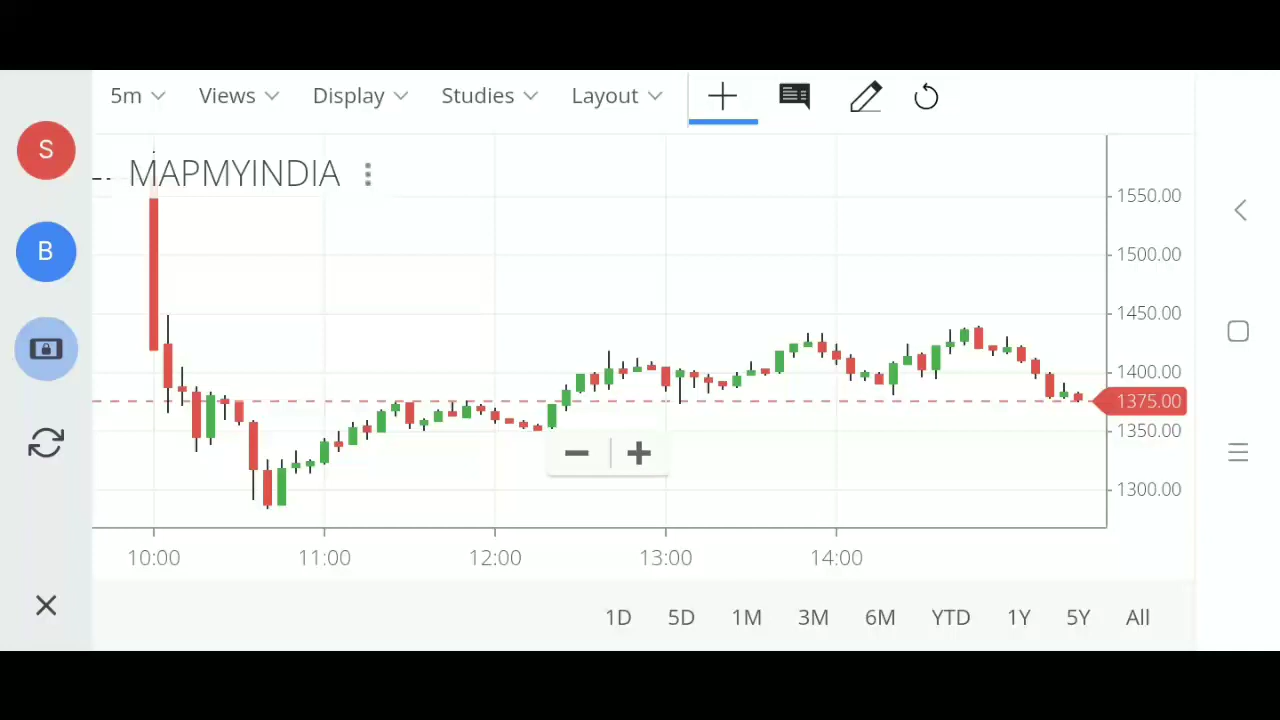 5m Views Display Studies Layout
S
MAPMYINDIA
1550.00
B
1500.00
1450.00
1400.00
1375.00
1350.00
1300.00
10:00 11:00 12:00 13:00 14:00
1D 5D 1M 3M 6M YTD 1Y 5Y All